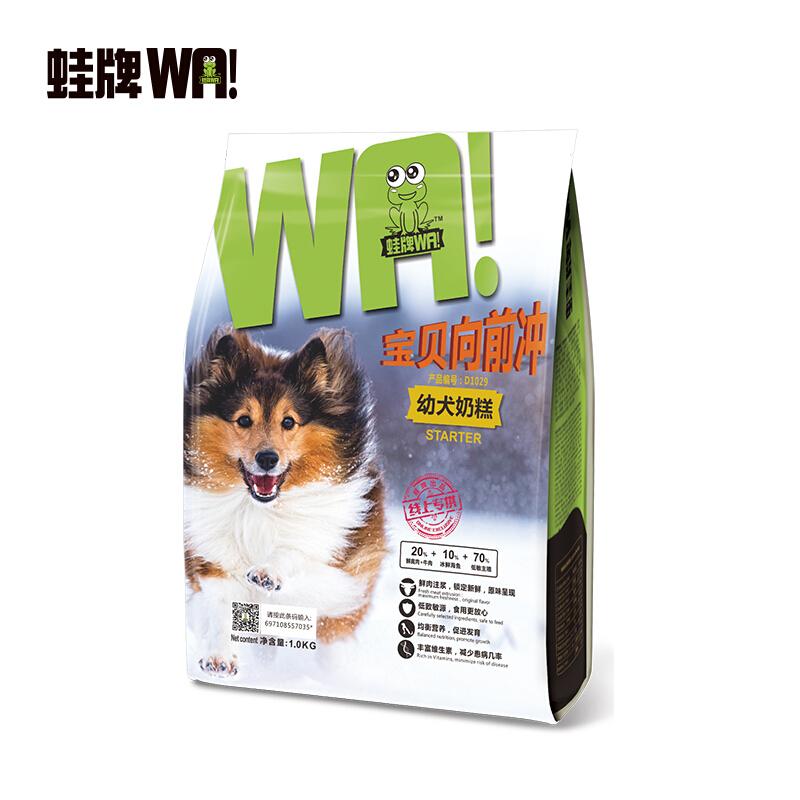 蛙牌WA!
WA!
蛙牌WA!
TM
宝贝向前冲
产品编号：D1029
幼犬奶糕
STARTER
线上专供
ONLINE EXCLUSIVE
20% + 10% + 70%
鲜禽肉+牛肉 冰鲜海鱼 低敏主粮
鲜肉注浆，锁定新鲜，原味呈现
Fresh meat extrusion
maximum freshness, original flavor
低致敏源，食用更放心
Carefully selected ingredients, safe to feed
均衡营养，促进发育
Balanced nutrition, promote growth
丰富维生素，减少患病几率
Rich in Vitamins, minimize risk of disease
请按此条码输入:
697108557035*
Net content 净含量:1.0KG